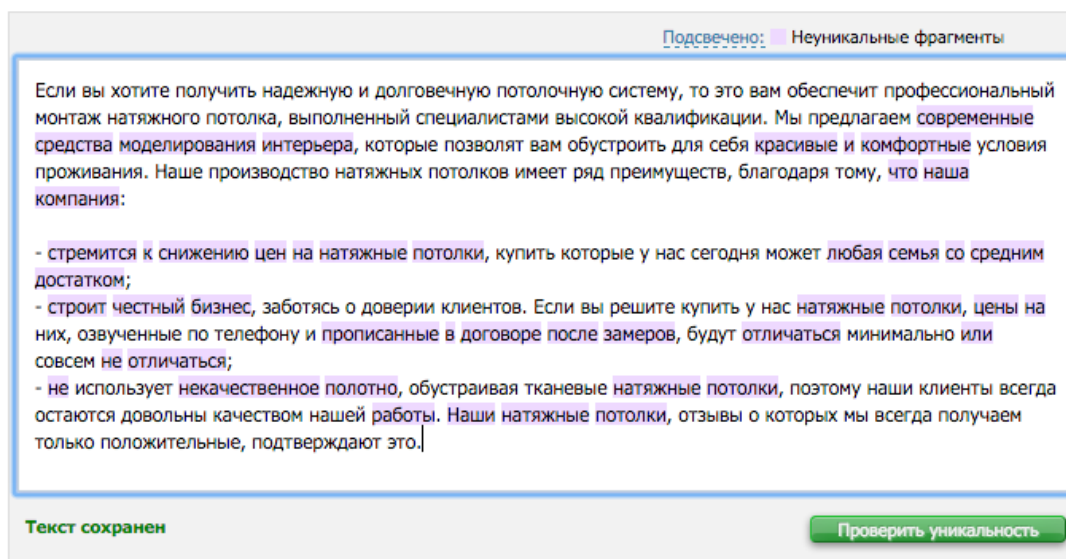 Подсвечено: Неуникальные фрагменты
Если вы хотите получить надежную и долговечную потолочную систему, то это вам обеспечит профессиональный
монтаж натяжного потолка, выполненный специалистами высокой квалификации. Мы предлагаем современные
средства моделирования интерьера, которые позволят вам обустроить для себя красивые и комфортные условия
проживания. Наше производство натяжных потолков имеет ряд преимуществ, благодаря тому, что наша
компания:
- стремится к снижению цен на натяжные потолки, купить которые у нас сегодня может любая семья со средним
достатком;
- строит честный бизнес, заботясь о доверии клиентов. Если вы решите купить у нас натяжные потолки, цены на
них, озвученные по телефону и прописанные в договоре после замеров, будут отличаться минимально или
совсем не отличаться;
- не использует некачественное полотно, обустраивая тканевые натяжные потолки, поэтому наши клиенты всегда
остаются довольны качеством нашей работы. Наши натяжные потолки, отзывы о которых мы всегда получаем
только положительные, подтверждают это.
Текст сохранен Проверить уникальность